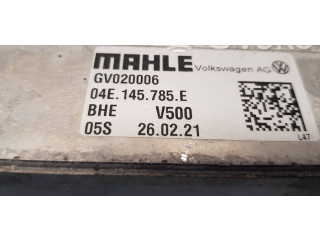 MAHLE
Volkswagen AG
GV020006
04E.145.785.E
BHE V500
05S 26.02.21
L47